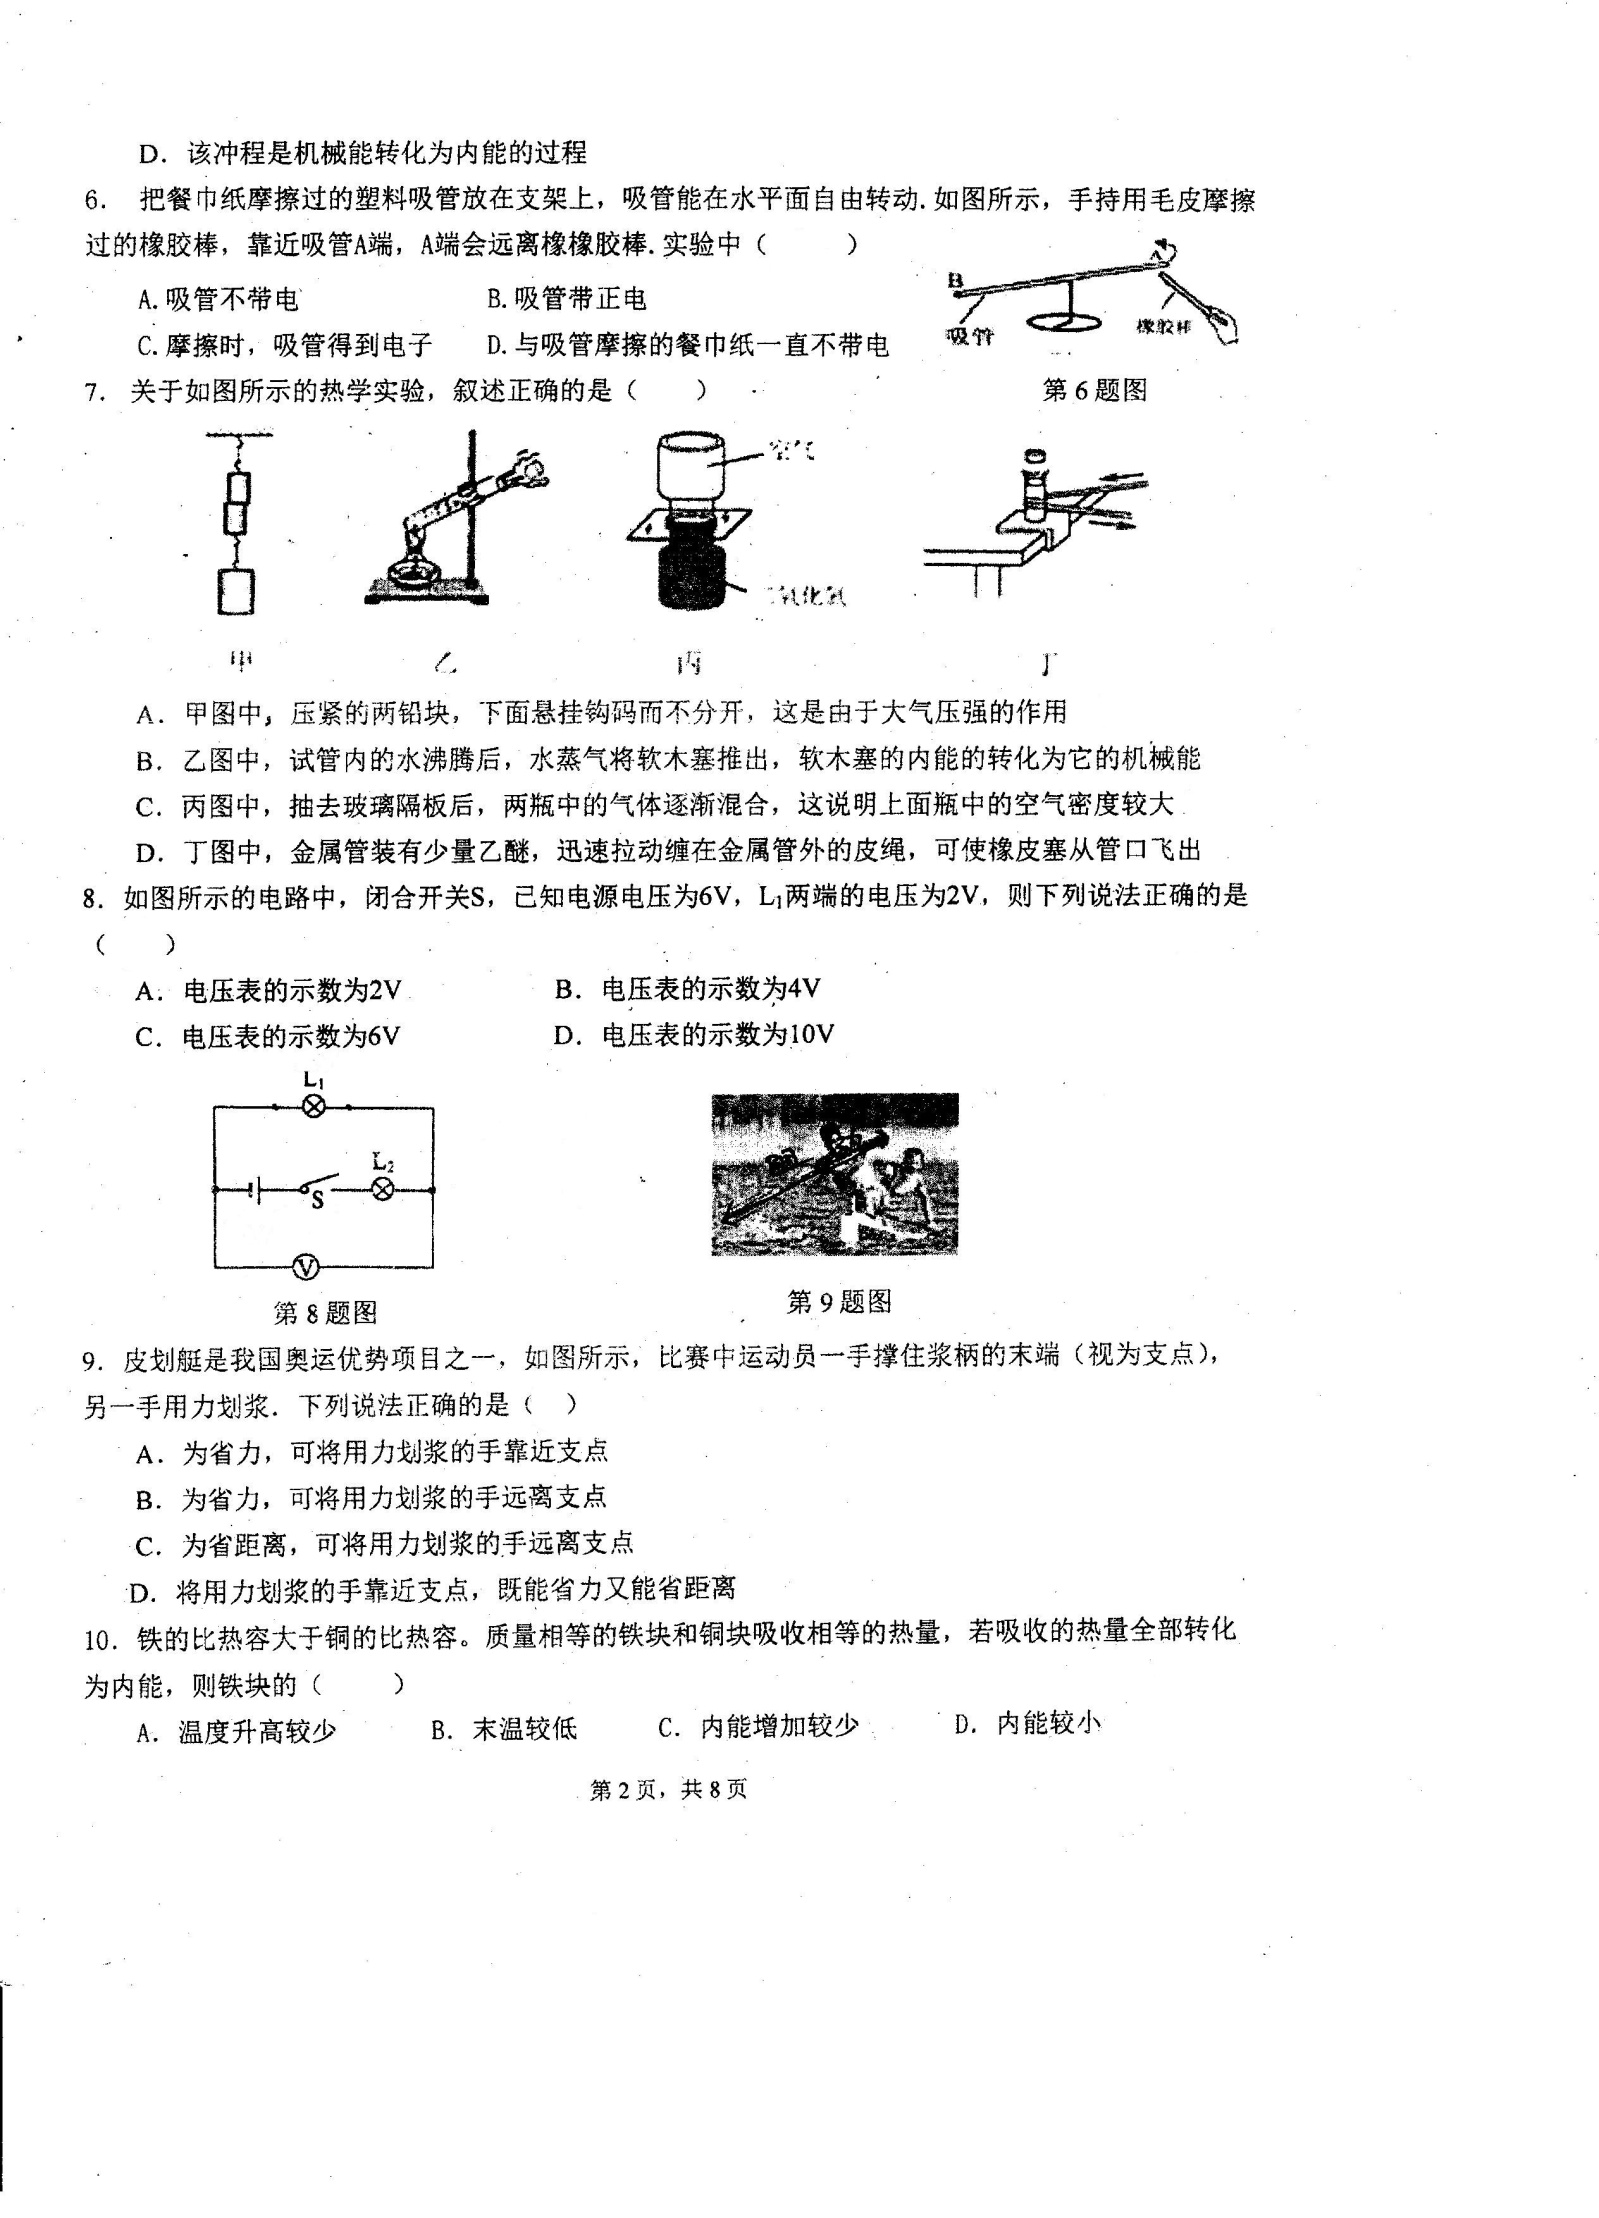 D．该冲程是机械能转化为内能的过程
6． 把餐巾纸摩擦过的塑料吸管放在支架上，吸管能在水平面自由转动.如图所示，手持用毛皮摩擦
过的橡胶棒，靠近吸管A端，A端会远离橡橡胶棒.实验中（ ）
A.吸管不带电 B.吸管带正电
C.摩擦时，吸管得到电子 D.与吸管摩擦的餐巾纸一直不带电
B A
吸管 橡胶棒
第6题图
7． 关于如图所示的热学实验，叙述正确的是（ ）
空气
二氧化氮
甲 乙 丙 丁
A．甲图中，压紧的两铅块，下面悬挂钩码而不分开，这是由于大气压强的作用
B．乙图中，试管内的水沸腾后，水蒸气将软木塞推出，软木塞的内能的转化为它的机械能
C．丙图中，抽去玻璃隔板后，两瓶中的气体逐渐混合，这说明上面瓶中的空气密度较大
D．丁图中，金属管装有少量乙醚，迅速拉动缠在金属管外的皮绳，可使橡皮塞从管口飞出
8．如图所示的电路中，闭合开关S，已知电源电压为6V，L₁两端的电压为2V，则下列说法正确的是
（ ）
A．电压表的示数为2V B．电压表的示数为4V
C．电压表的示数为6V D．电压表的示数为10V
L₁
L₂
S
V
第8题图 第9题图
9．皮划艇是我国奥运优势项目之一，如图所示，比赛中运动员一手撑住浆柄的末端（视为支点），
另一手用力划浆．下列说法正确的是（ ）
A．为省力，可将用力划浆的手靠近支点
B．为省力，可将用力划浆的手远离支点
C．为省距离，可将用力划浆的手远离支点
D．将用力划浆的手靠近支点，既能省力又能省距离
10．铁的比热容大于铜的比热容。质量相等的铁块和铜块吸收相等的热量，若吸收的热量全部转化
为内能，则铁块的（ ）
A．温度升高较少 B．末温较低 C．内能增加较少 D．内能较小
第2页，共8页